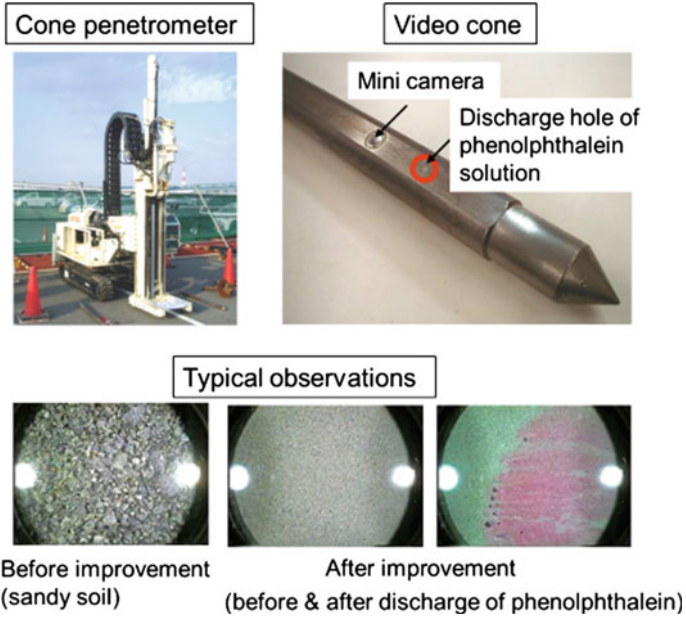 Cone penetrometer
Video cone
Mini camera
Discharge hole of
phenolphthalein
solution
Typical observations
Before improvement
(sandy soil)
After improvement
(before & after discharge of phenolphthalein)